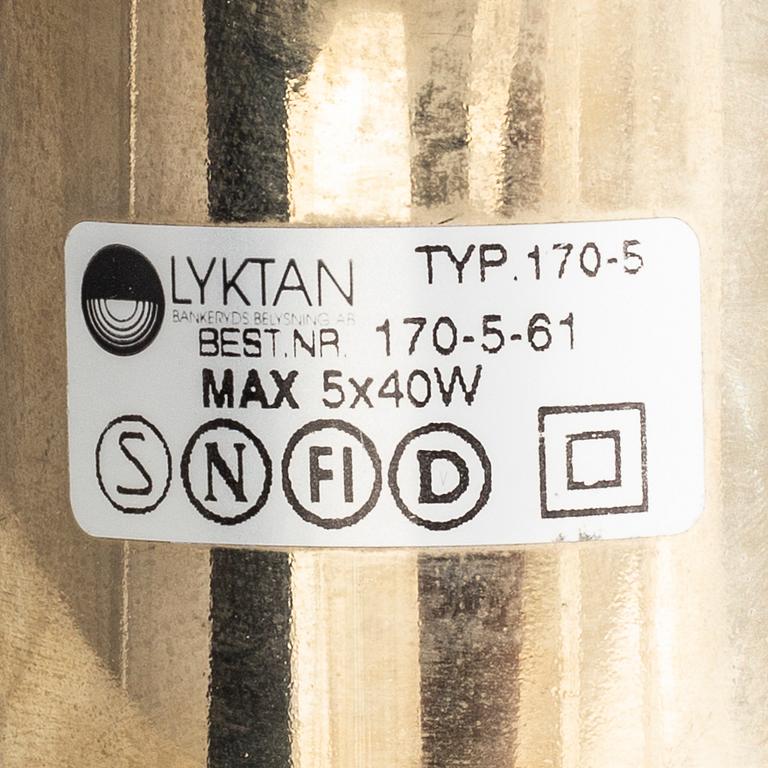 LYKTAN TYP.170-5
BANKERYDS BELYSNING AB
BEST.NR. 170-5-61
MAX 5x40W
S N FI D